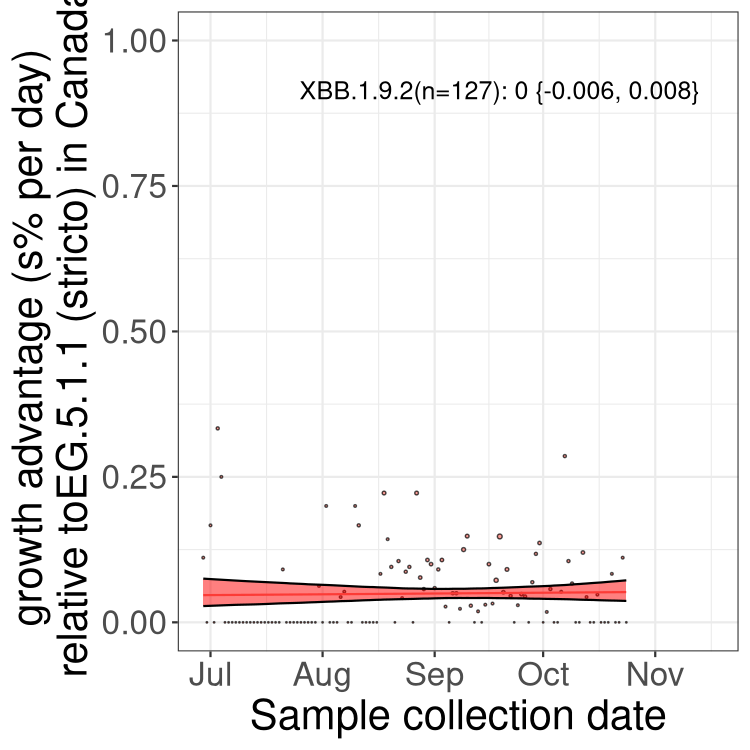 growth advantage (s% per day)
relative toEG.5.1.1 (stricto) in Canada
1.00
0.75
0.50
0.25
0.00
XBB.1.9.2(n=127): 0 {-0.006, 0.008}
Jul Aug Sep Oct Nov
Sample collection date